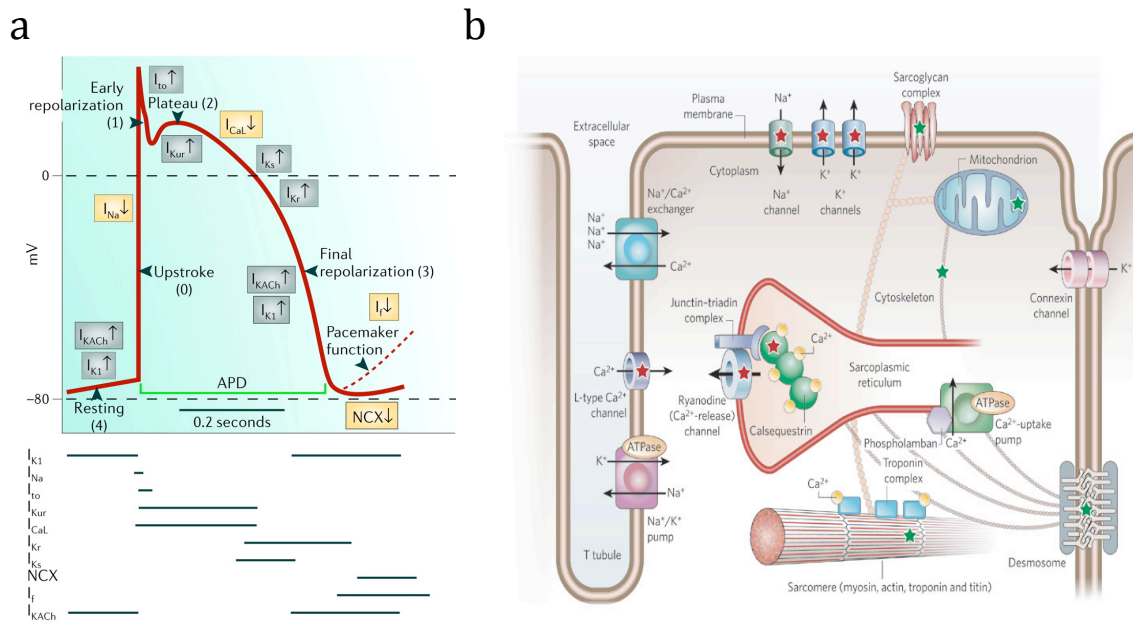 a
Early
repolarization
(1)
I_to↑
Plateau (2)
I_CaL↓
I_Kur↑
I_Ks↑
0
I_Kr↑
I_Na↓
mV
Upstroke
(0)
Final
repolarization (3)
I_KACh↑
I_K1↑
I_f↓
Pacemaker
function
I_KACh↑
I_K1↑
APD
Resting
(4)
−80
0.2 seconds
NCX↓
I_K1
I_Na
I_to
I_Kur
I_CaL
I_Kr
I_Ks
NCX
I_f
I_KACh
b
Sarcoglycan
complex
Plasma
membrane
Na⁺
Extracellular
space
Cytoplasm
Mitochondrion
K⁺
K⁺
Na⁺
channel
K⁺
channels
Na⁺/Ca²⁺
exchanger
Na⁺
Na⁺
Na⁺
Ca²⁺
K⁺
Connexin
channel
Cytoskeleton
Junctin-triadin
complex
Ca²⁺
Ca²⁺
L-type Ca²⁺
channel
Ryanodine
(Ca²⁺-release)
channel
Calsequestrin
Sarcoplasmic
reticulum
ATPase
Ca²⁺-uptake
pump
Phospholamban
Ca²⁺
ATPase
K⁺
Na⁺
Na⁺/K⁺
pump
Ca²⁺
Troponin
complex
T tubule
Desmosome
Sarcomere (myosin, actin, troponin and titin)